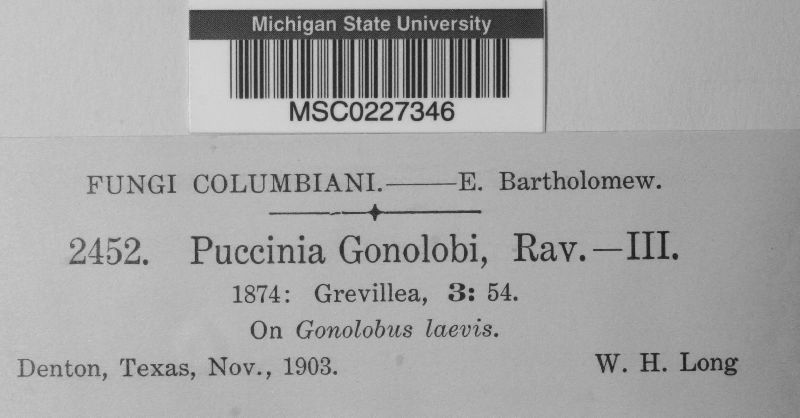 Michigan State University
MSC0227346
FUNGI COLUMBIANI.——E. Bartholomew.
2452. Puccinia Gonolobi, Rav.—III.
1874: Grevillea, 3: 54.
On Gonolobus laevis.
Denton, Texas, Nov., 1903. W. H. Long